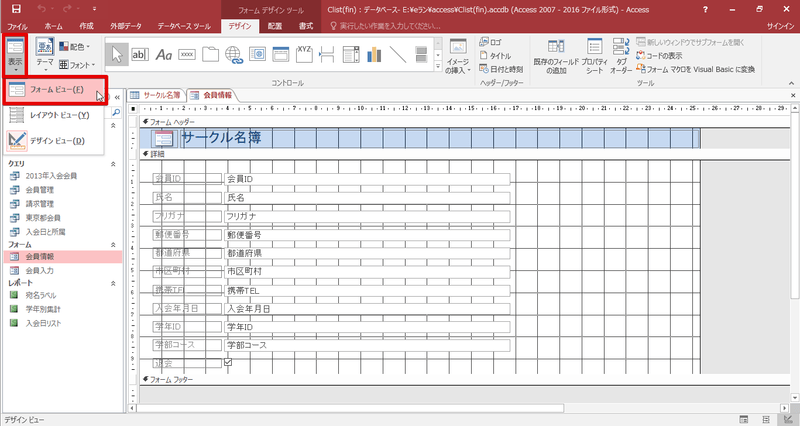 フォーム デザイン ツール
Clist(fin) : データベース- E:¥eラン¥access¥Clist(fin).accdb (Access 2007 - 2016 ファイル形式) - Access
ファイル ホーム 作成 外部データ データベース ツール デザイン 配置 書式 実行したい作業を入力してください... サインイン
表示
テーマ
配色
フォント
ab|
Aa
XYZ
イメージの挿入
ロゴ
タイトル
日付と時刻
既存のフィールドの追加
プロパティ シート
タブ オーダー
新しいウィンドウでサブフォームを開く
コードの表示
フォーム マクロを Visual Basic に変換
コントロール
ヘッダー/フッター
ツール
フォーム ビュー(F)
レイアウト ビュー(Y)
デザイン ビュー(D)
クエリ
2013年入会会員
会員管理
請求管理
東京都会員
入会日と所属
フォーム
会員情報
会員入力
レポート
宛名ラベル
学年別集計
入会日リスト
サークル名簿 会員情報
フォーム ヘッダー
サークル名簿
詳細
会員ID 会員ID
氏名 氏名
フリガナ フリガナ
郵便番号 郵便番号
都道府県 都道府県
市区町村 市区町村
携帯TEL 携帯TEL
入会年月日 入会年月日
学年ID 学年ID
学部コース 学部コース
退会
フォーム フッター
デザイン ビュー